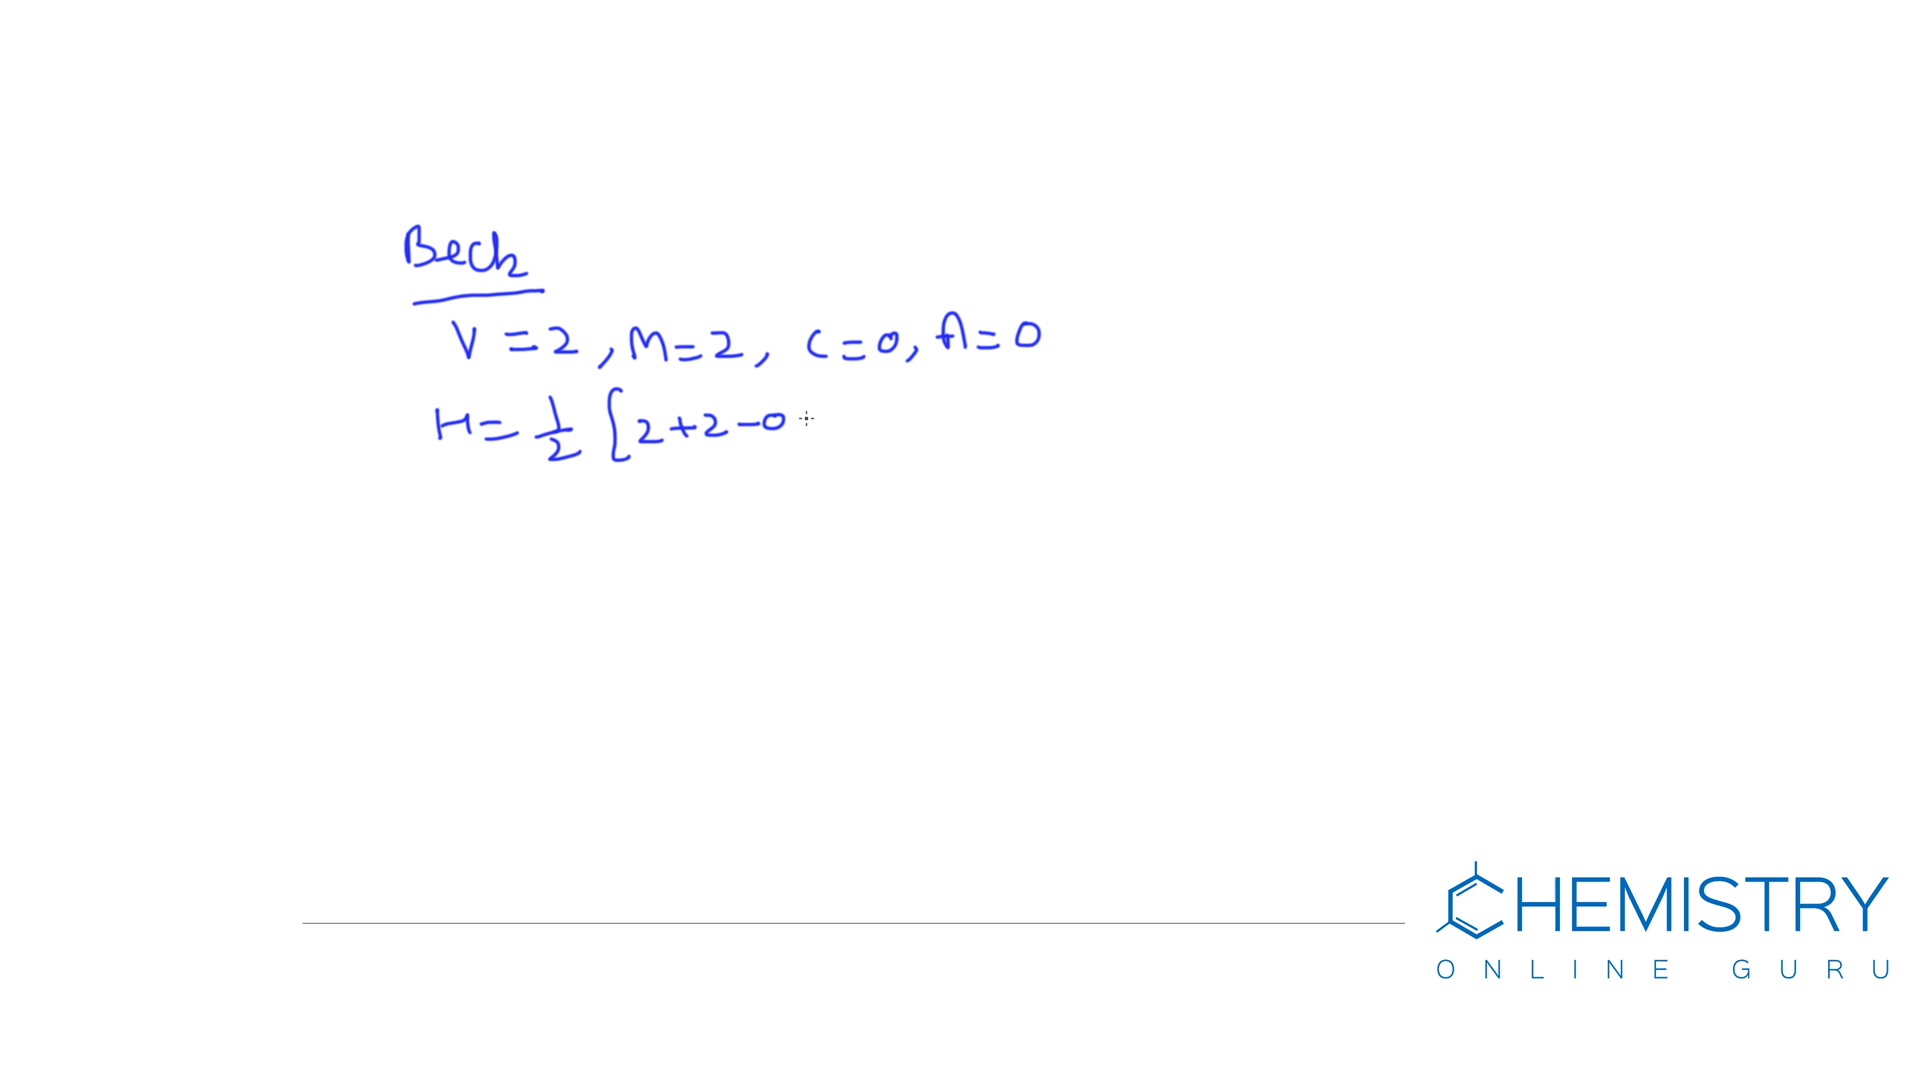 Becl₂
V = 2, M = 2, C = 0, A = 0
H = 1/2 [2 + 2 - 0
CHEMISTRY
ONLINE GURU